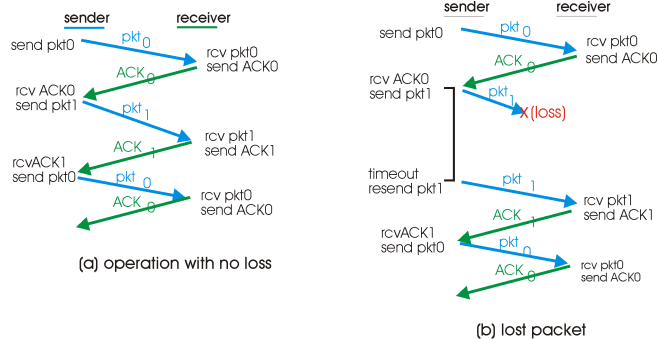 sender
receiver
send pkt0
pkt 0
rcv pkt0
send ACK0
ACK 0
rcv ACK0
send pkt1
pkt 1
rcv pkt1
send ACK1
ACK 1
rcvACK1
send pkt0
pkt 0
rcv pkt0
send ACK0
ACK 0
(a) operation with no loss
sender
receiver
send pkt0
pkt 0
rcv pkt0
send ACK0
ACK 0
rcv ACK0
send pkt1
pkt 1
X (loss)
timeout
resend pkt1
pkt 1
rcv pkt1
send ACK1
ACK 1
rcvACK1
send pkt0
pkt 0
rcv pkt0
send ACK0
ACK 0
(b) lost packet